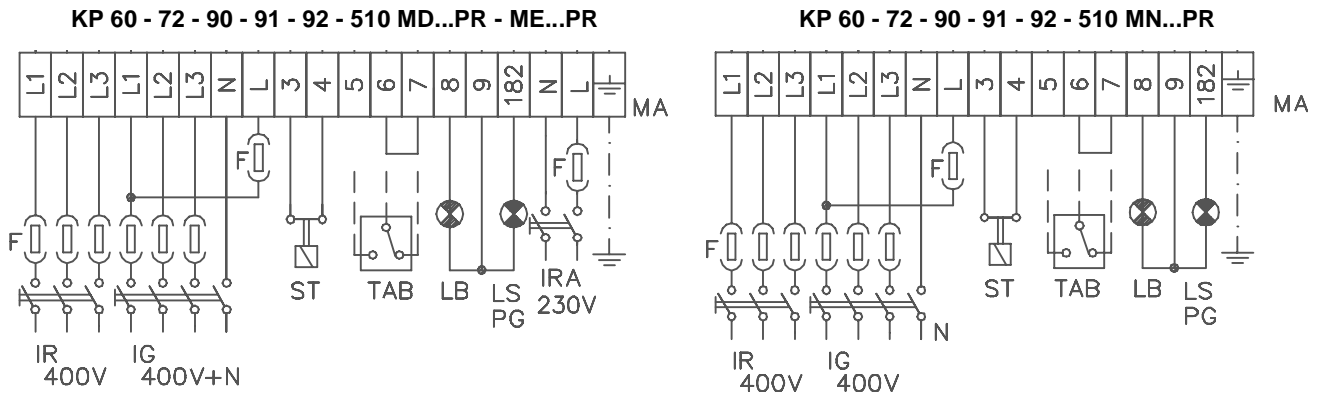 KP 60 - 72 - 90 - 91 - 92 - 510 MD...PR - ME...PR
L1 L2 L3 L1 L2 L3 N L 3 4 5 6 7 8 9 182 N L
MA
F
F
F
ST
TAB
LB
LS
PG
IRA
230V
IR
400V
IG
400V+N
KP 60 - 72 - 90 - 91 - 92 - 510 MN...PR
L1 L2 L3 L1 L2 L3 N L 3 4 5 6 7 8 9 182
MA
F
F
ST
TAB
LB
LS
PG
N
IR
400V
IG
400V